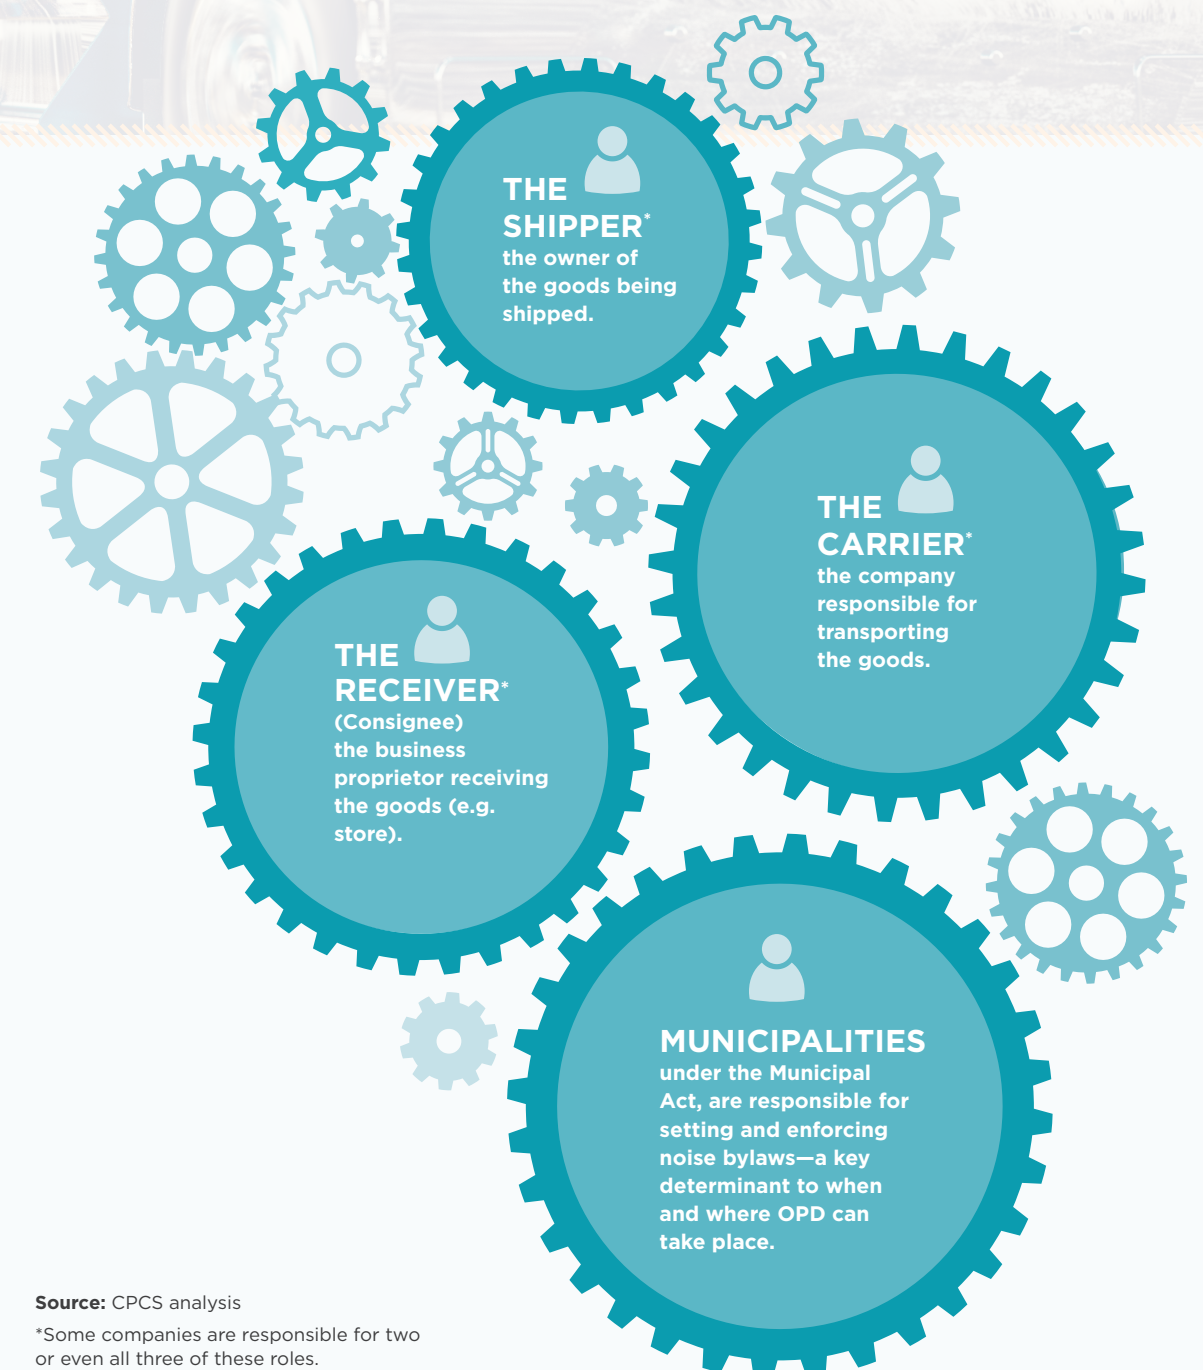 THE
SHIPPER*
the owner of
the goods being
shipped.
THE
CARRIER*
the company
responsible for
transporting
the goods.
THE
RECEIVER*
(Consignee)
the business
proprietor receiving
the goods (e.g.
store).
MUNICIPALITIES
under the Municipal
Act, are responsible for
setting and enforcing
noise bylaws—a key
determinant to when
and where OPD can
take place.
Source: CPCS analysis
*Some companies are responsible for two
or even all three of these roles.